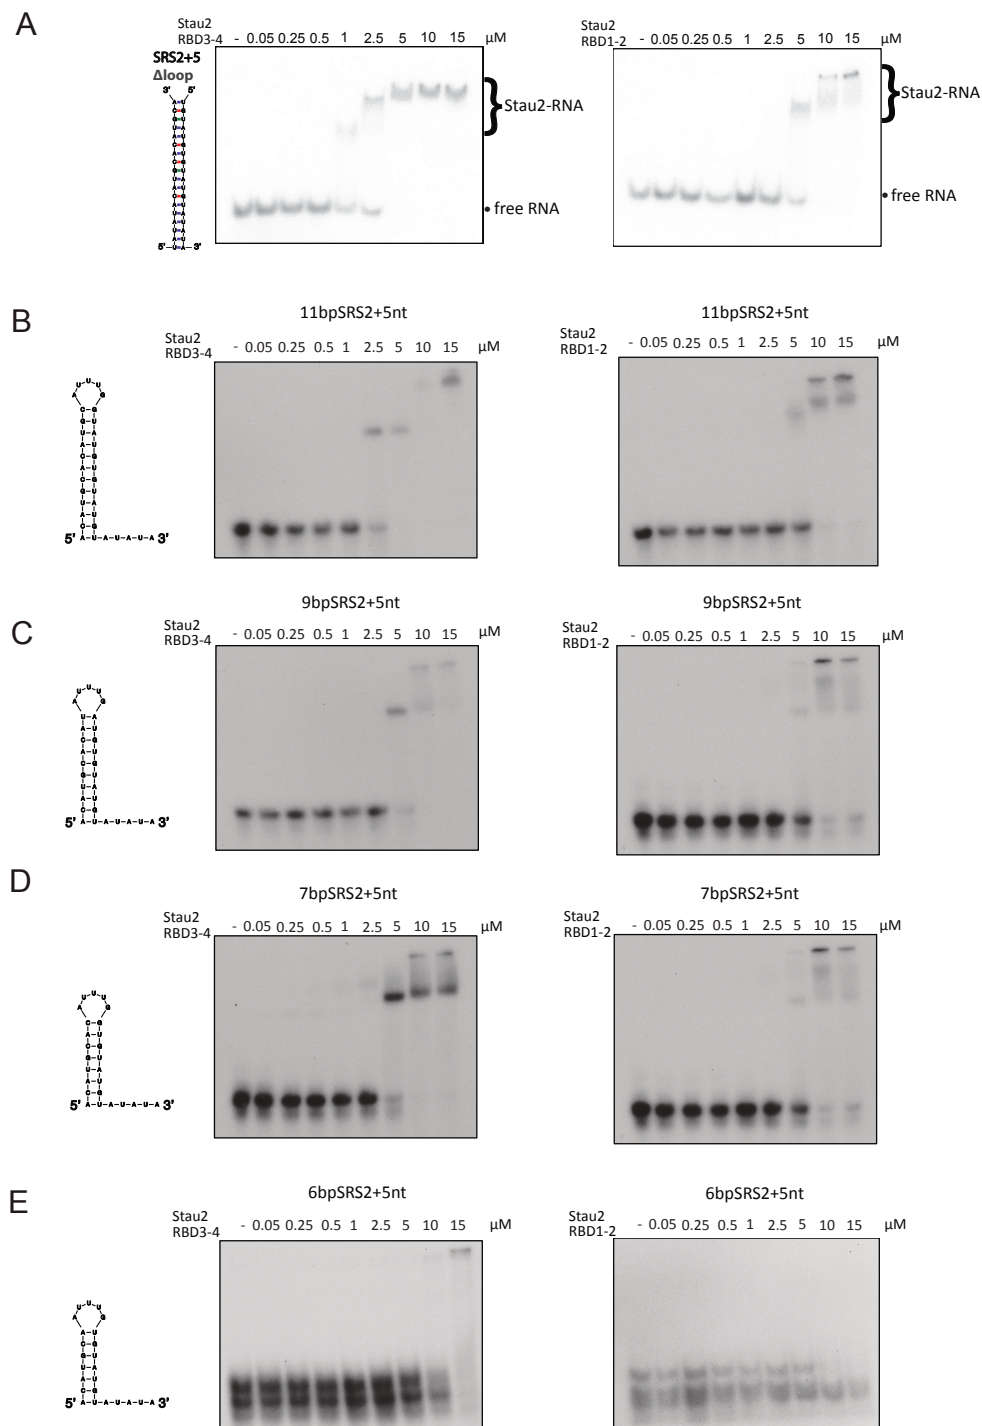 A
Stau2
RBD3-4 - 0.05 0.25 0.5 1 2.5 5 10 15 μM
Stau2
RBD1-2 - 0.05 0.25 0.5 1 2.5 5 10 15 μM
SRS2+5
Δloop
3' 5'
5' 3'
Stau2-RNA
free RNA
Stau2-RNA
free RNA
B
11bpSRS2+5nt
Stau2
RBD3-4 - 0.05 0.25 0.5 1 2.5 5 10 15 μM
11bpSRS2+5nt
Stau2
RBD1-2 - 0.05 0.25 0.5 1 2.5 5 10 15 μM
5' A U-A-U-A-U-A 3'
C
9bpSRS2+5nt
Stau2
RBD3-4 - 0.05 0.25 0.5 1 2.5 5 10 15 μM
9bpSRS2+5nt
Stau2
RBD1-2 - 0.05 0.25 0.5 1 2.5 5 10 15 μM
5' A U-A-U-A-U-A 3'
D
7bpSRS2+5nt
Stau2
RBD3-4 - 0.05 0.25 0.5 1 2.5 5 10 15 μM
7bpSRS2+5nt
Stau2
RBD1-2 - 0.05 0.25 0.5 1 2.5 5 10 15 μM
5' A U-A-U-A-U-A 3'
E
6bpSRS2+5nt
Stau2
RBD3-4 - 0.05 0.25 0.5 1 2.5 5 10 15 μM
6bpSRS2+5nt
Stau2
RBD1-2 - 0.05 0.25 0.5 1 2.5 5 10 15 μM
5' A U-A-U-A-U-A 3'